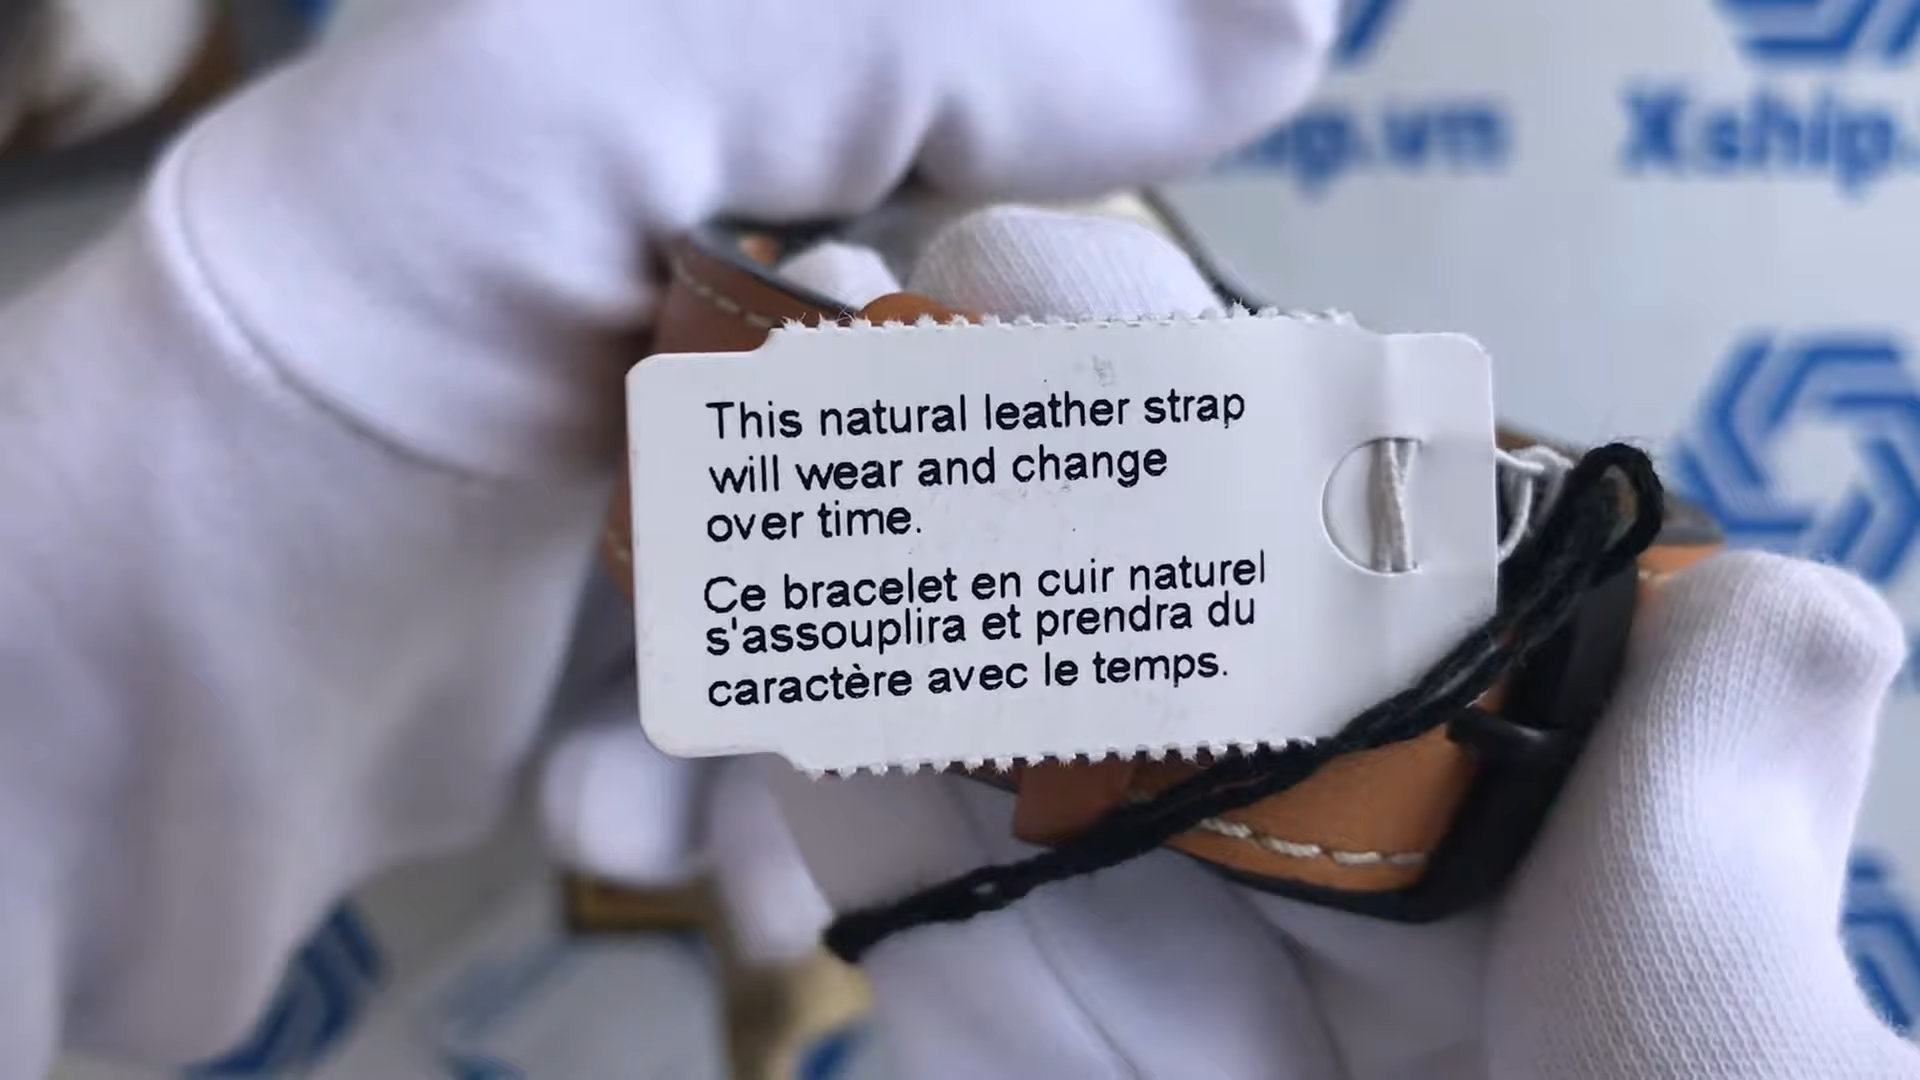 ip.vn
Xship.
This natural leather strap
will wear and change
over time.
Ce bracelet en cuir naturel
s'assouplira et prendra du
caractère avec le temps.